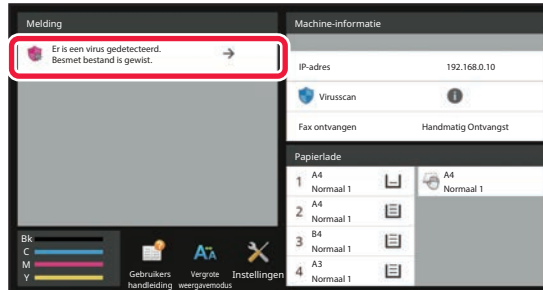 Melding
Er is een virus gedetecteerd.
Besmet bestand is gewist.
Machine-informatie
IP-adres 192.168.0.10
Virusscan
Fax ontvangen Handmatig Ontvangst
Papierlade
1 A4
Normaal 1
A4
Normaal 1
2 A4
Normaal 1
3 B4
Normaal 1
4 A3
Normaal 1
Bk
C
M
Y
Gebruikers
handleiding
Vergrote
weergavemodus
Instellingen